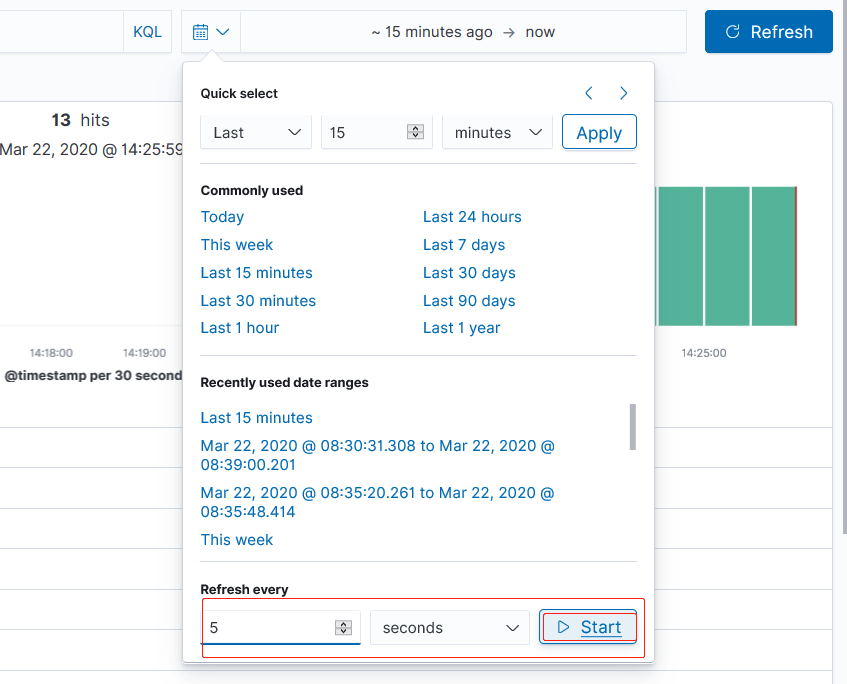 KQL
~ 15 minutes ago → now
Refresh
13 hits
Mar 22, 2020 @ 14:25:59
Quick select
Last
15
minutes
Apply
Commonly used
Today
Last 24 hours
This week
Last 7 days
Last 15 minutes
Last 30 days
Last 30 minutes
Last 90 days
Last 1 hour
Last 1 year
14:18:00
14:19:00
14:25:00
@timestamp per 30 second
Recently used date ranges
Last 15 minutes
Mar 22, 2020 @ 08:30:31.308 to Mar 22, 2020 @
08:39:00.201
Mar 22, 2020 @ 08:35:20.261 to Mar 22, 2020 @
08:35:48.414
This week
Refresh every
5
seconds
Start